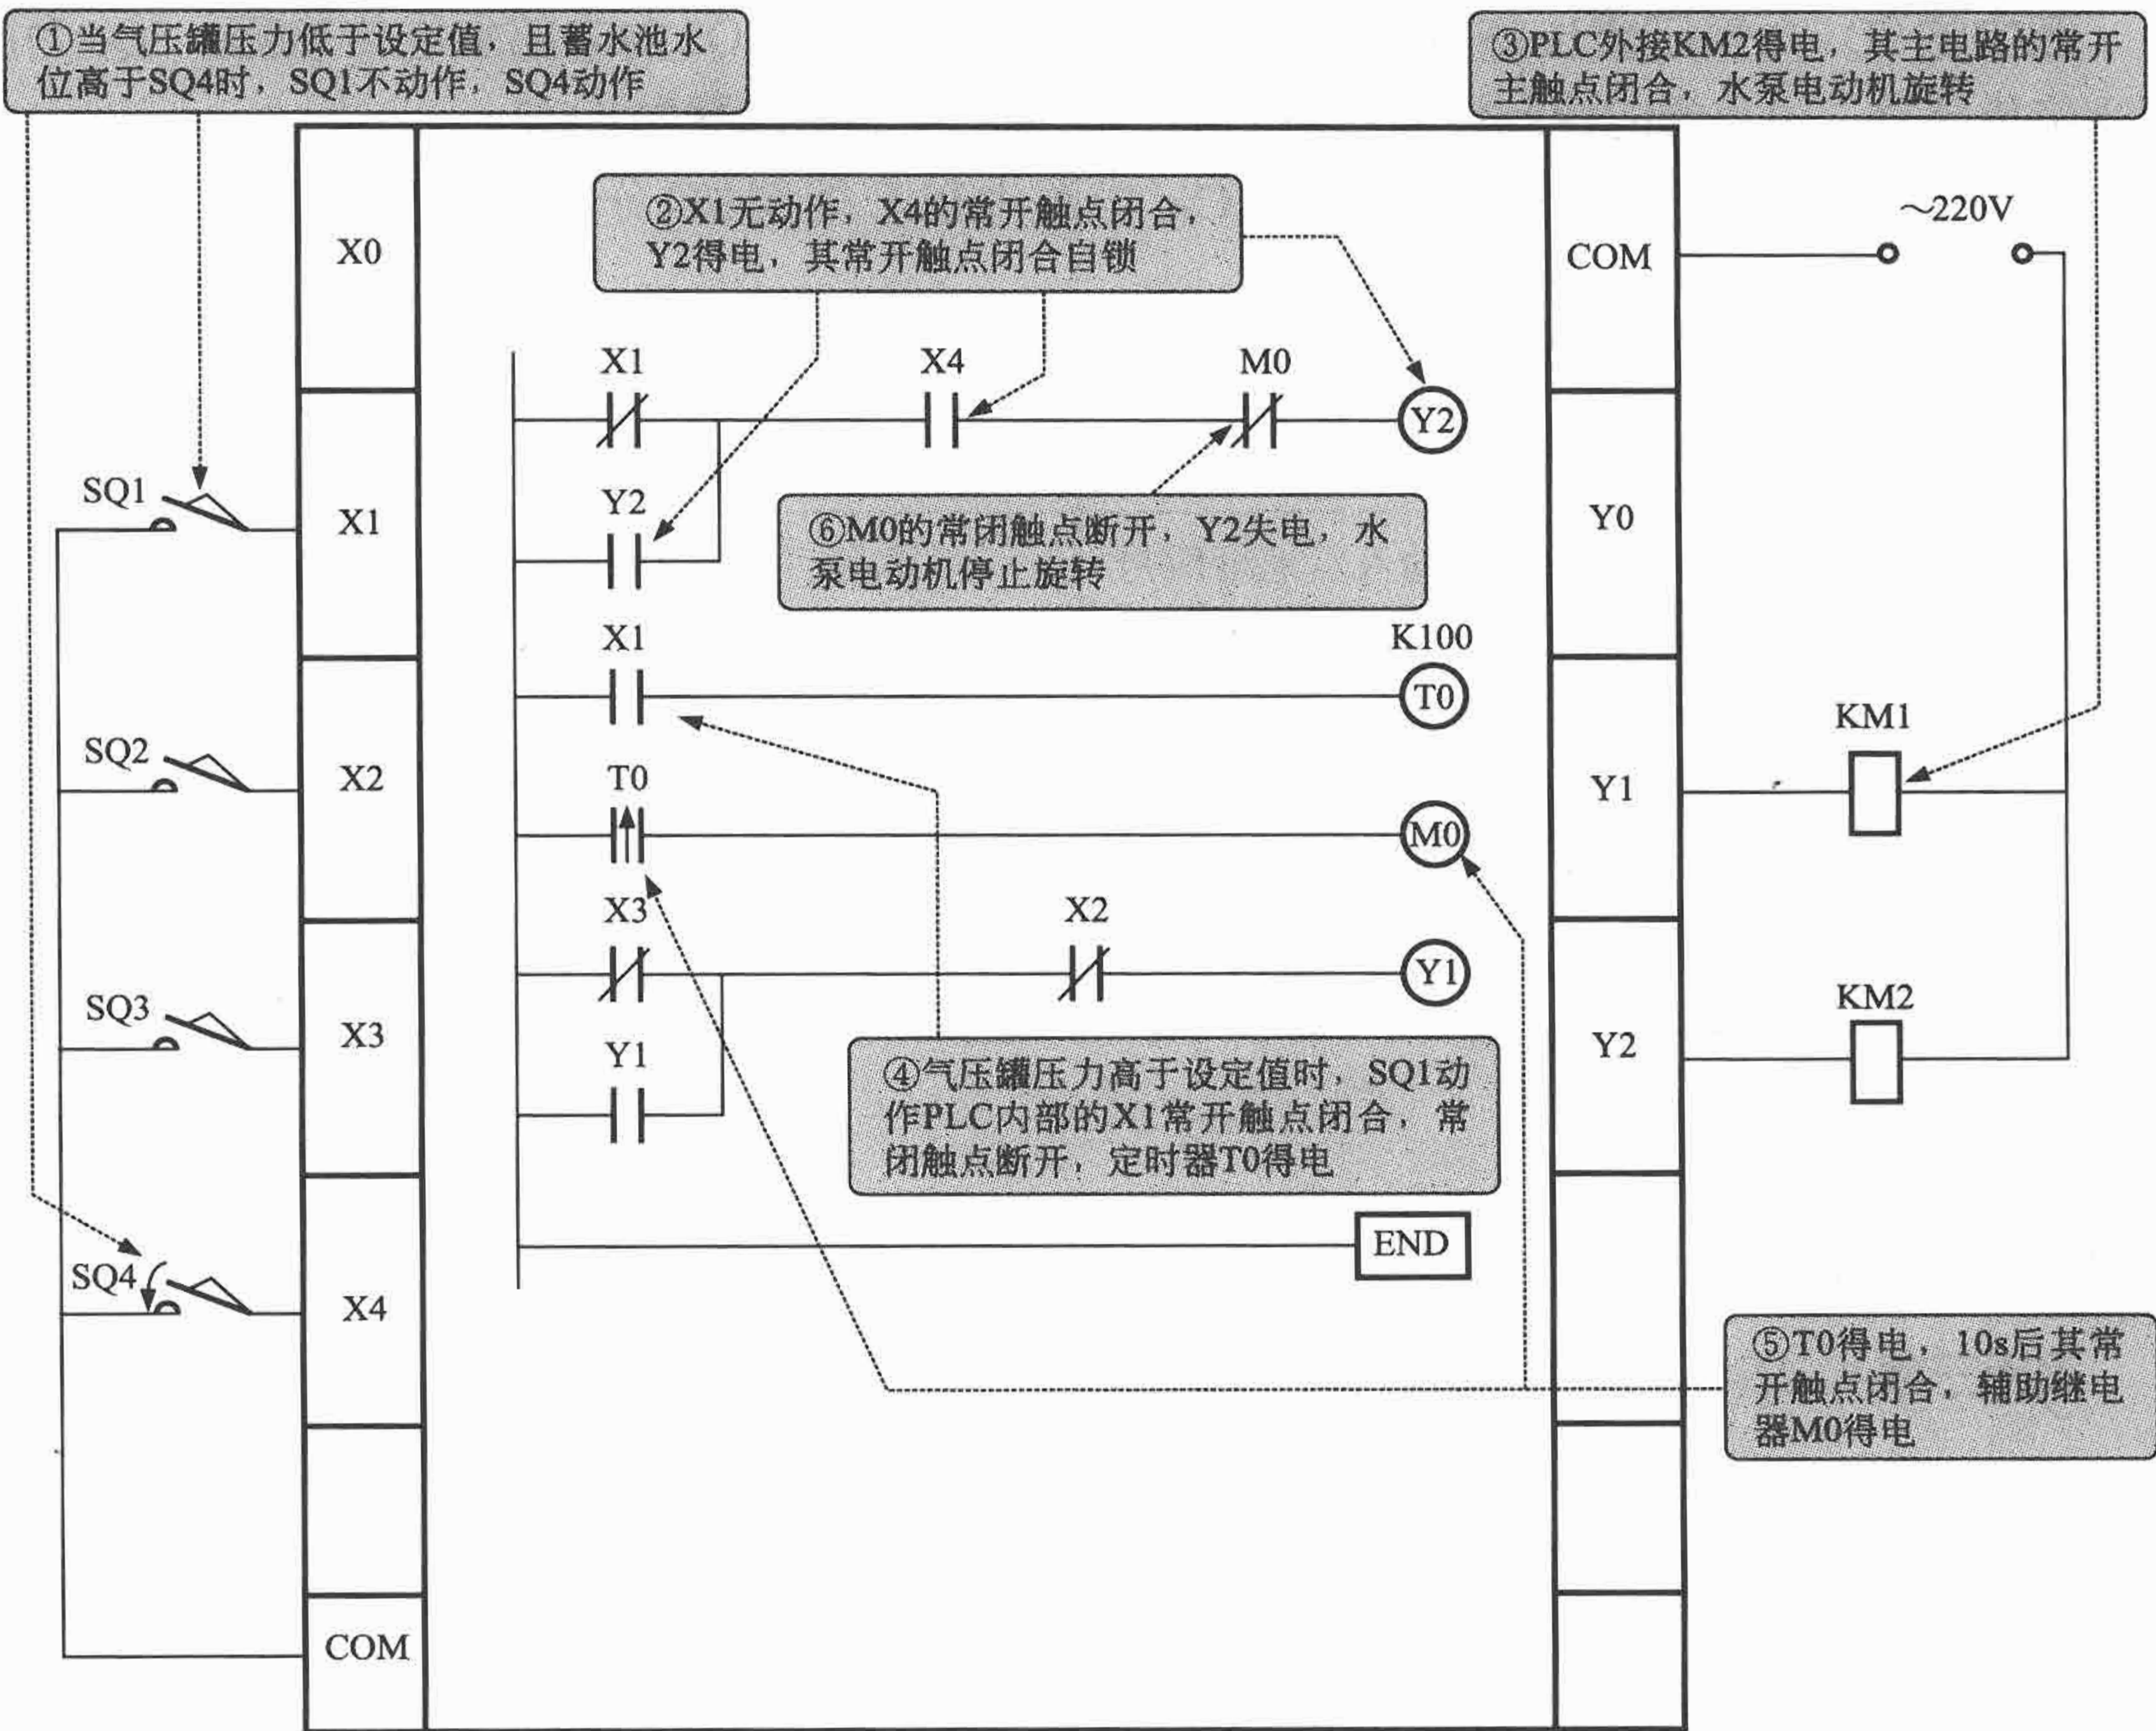 ①当气压罐压力低于设定值，且蓄水池水
位高于SQ4时，SQ1不动作，SQ4动作
③PLC外接KM2得电，其主电路的常开
主触点闭合，水泵电动机旋转
②X1无动作，X4的常开触点闭合，
Y2得电，其常开触点闭合自锁
X0
COM
～220V
X1
X4
M0
Y2
SQ1
X1
Y2
⑥M0的常闭触点断开，Y2失电，水
泵电动机停止旋转
Y0
X1
K100
T0
SQ2
X2
T0
M0
Y1
KM1
X3
X2
Y1
SQ3
X3
Y1
④气压罐压力高于设定值时，SQ1动
作PLC内部的X1常开触点闭合，常
闭触点断开，定时器T0得电
Y2
KM2
END
SQ4
X4
⑤T0得电，10s后其常
开触点闭合，辅助继电
器M0得电
COM